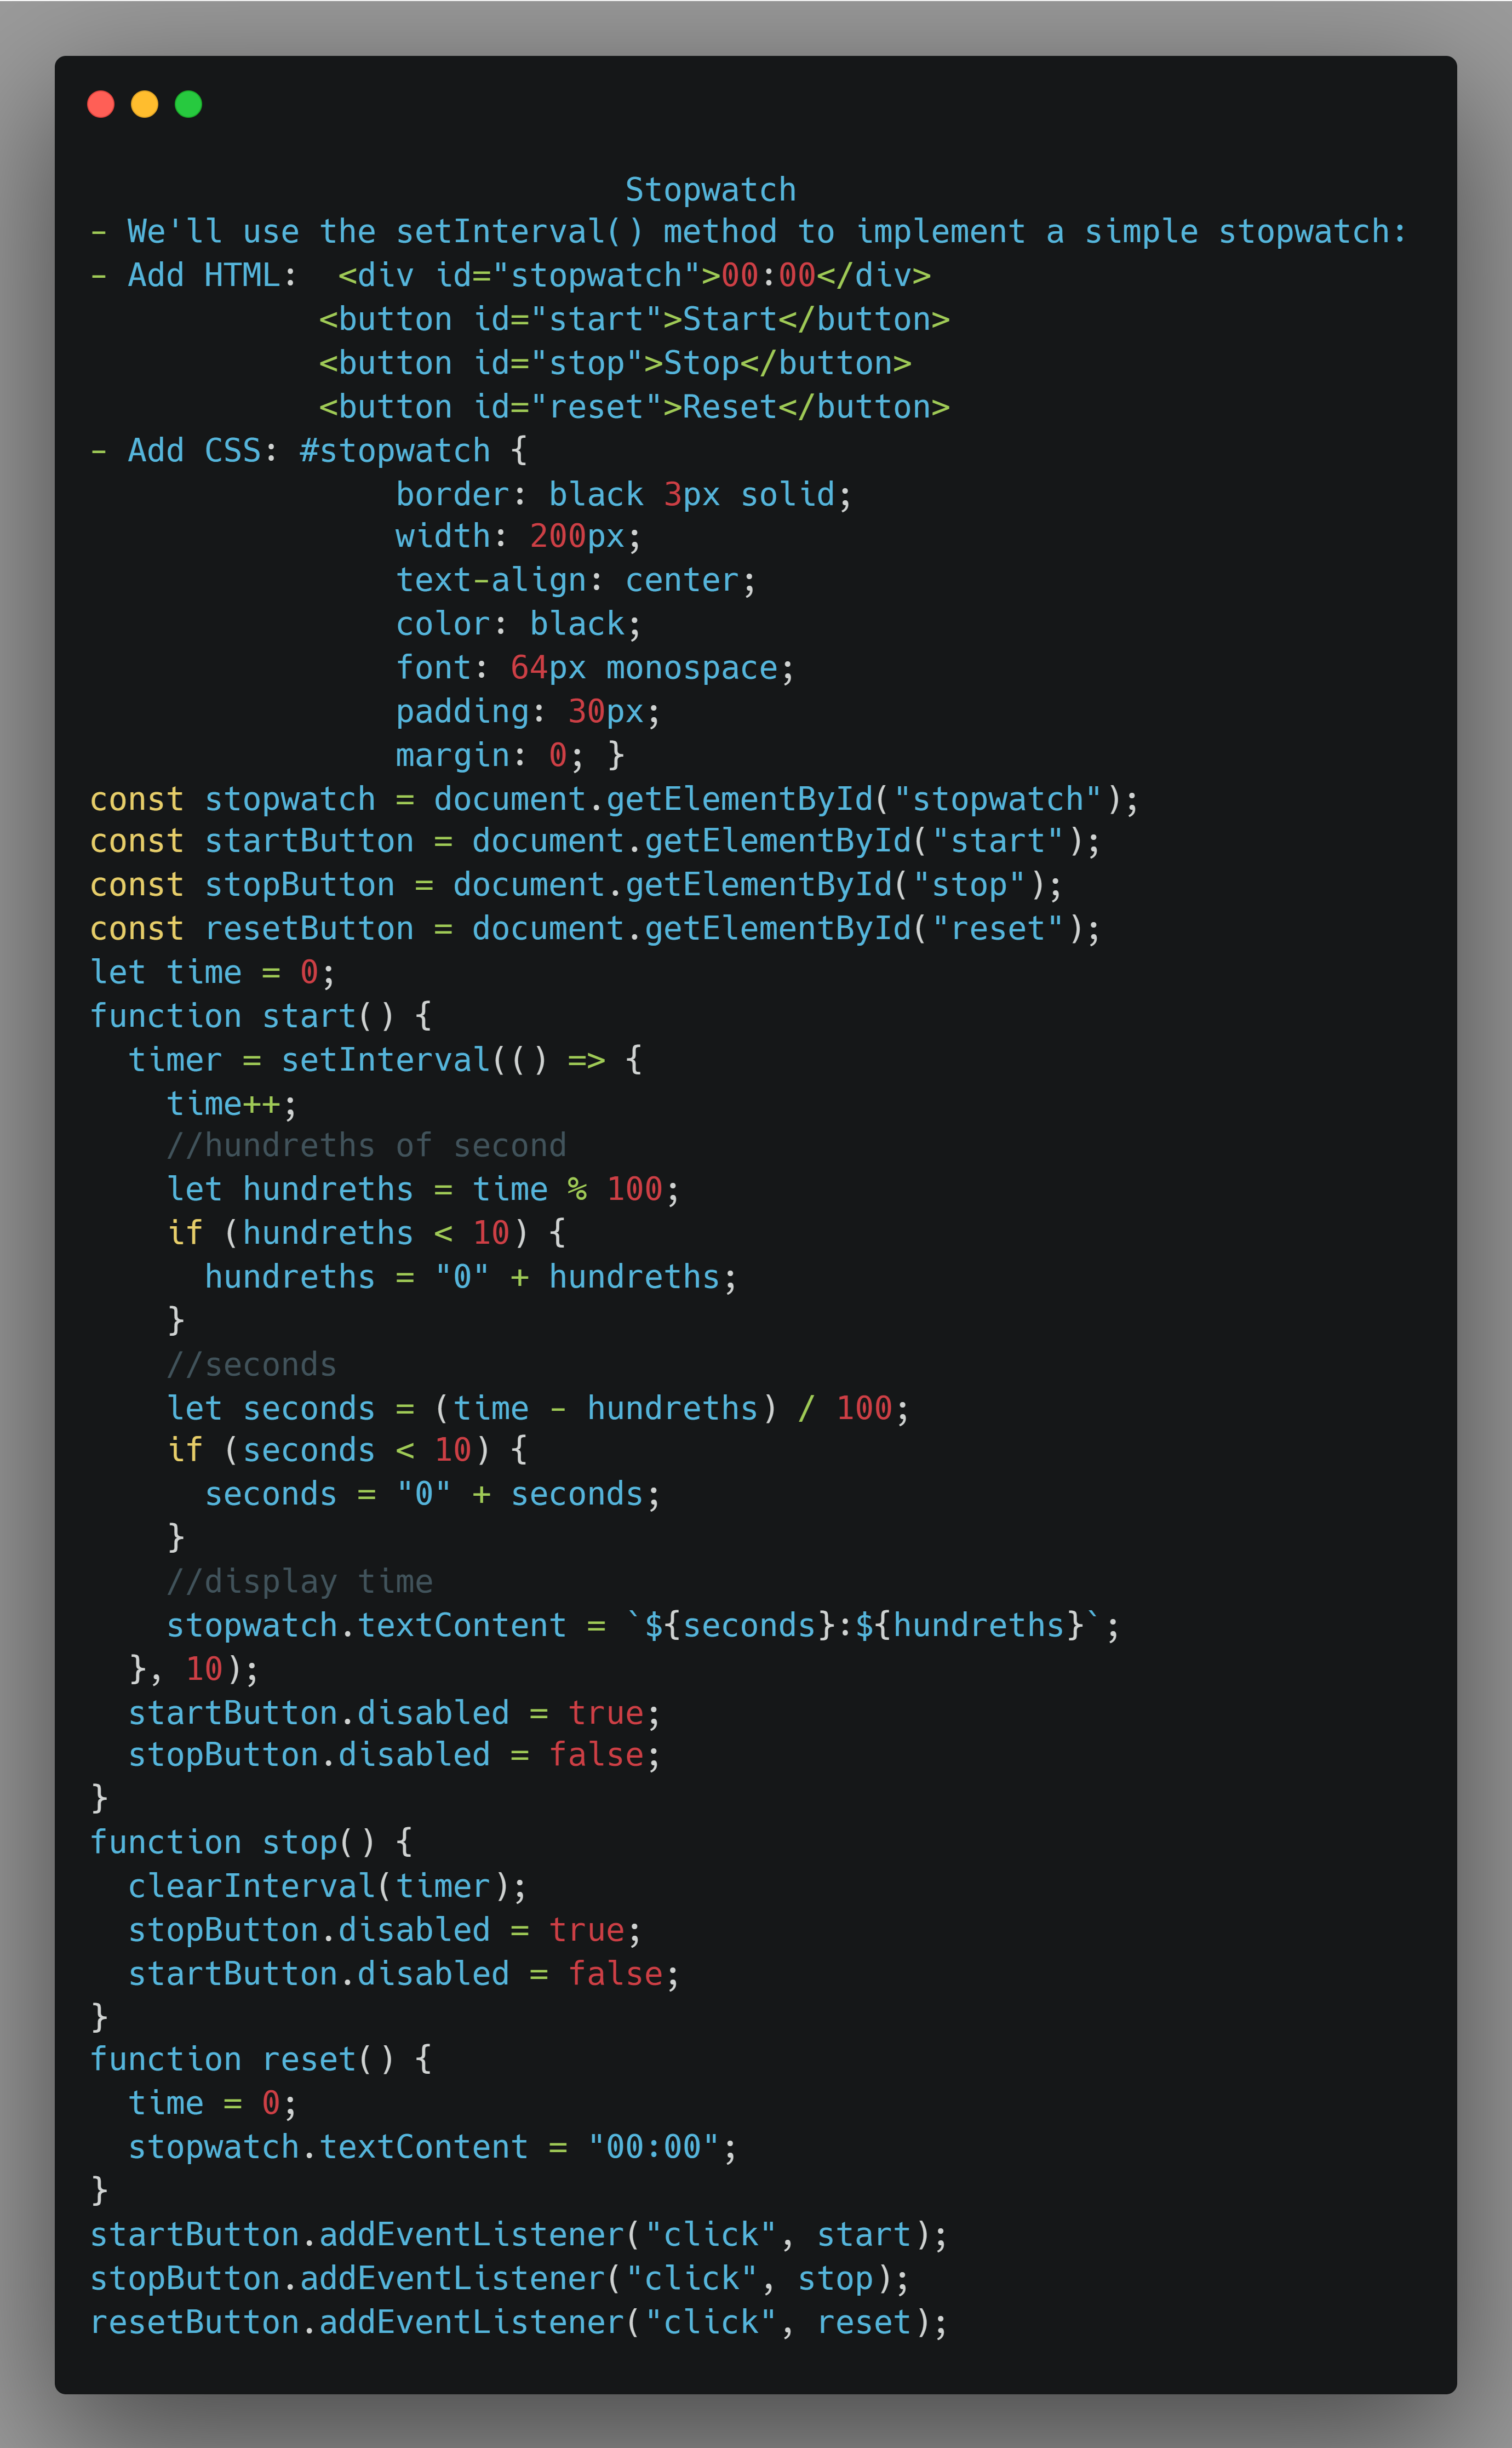 Stopwatch
- We'll use the setInterval() method to implement a simple stopwatch:
- Add HTML:  <div id="stopwatch">00:00</div>
            <button id="start">Start</button>
            <button id="stop">Stop</button>
            <button id="reset">Reset</button>
- Add CSS: #stopwatch {
                border: black 3px solid;
                width: 200px;
                text-align: center;
                color: black;
                font: 64px monospace;
                padding: 30px;
                margin: 0; }
const stopwatch = document.getElementById("stopwatch");
const startButton = document.getElementById("start");
const stopButton = document.getElementById("stop");
const resetButton = document.getElementById("reset");
let time = 0;
function start() {
  timer = setInterval(() => {
    time++;
    //hundreths of second
    let hundreths = time % 100;
    if (hundreths < 10) {
      hundreths = "0" + hundreths;
    }
    //seconds
    let seconds = (time - hundreths) / 100;
    if (seconds < 10) {
      seconds = "0" + seconds;
    }
    //display time
    stopwatch.textContent = `${seconds}:${hundreths}`;
  }, 10);
  startButton.disabled = true;
  stopButton.disabled = false;
}
function stop() {
  clearInterval(timer);
  stopButton.disabled = true;
  startButton.disabled = false;
}
function reset() {
  time = 0;
  stopwatch.textContent = "00:00";
}
startButton.addEventListener("click", start);
stopButton.addEventListener("click", stop);
resetButton.addEventListener("click", reset);